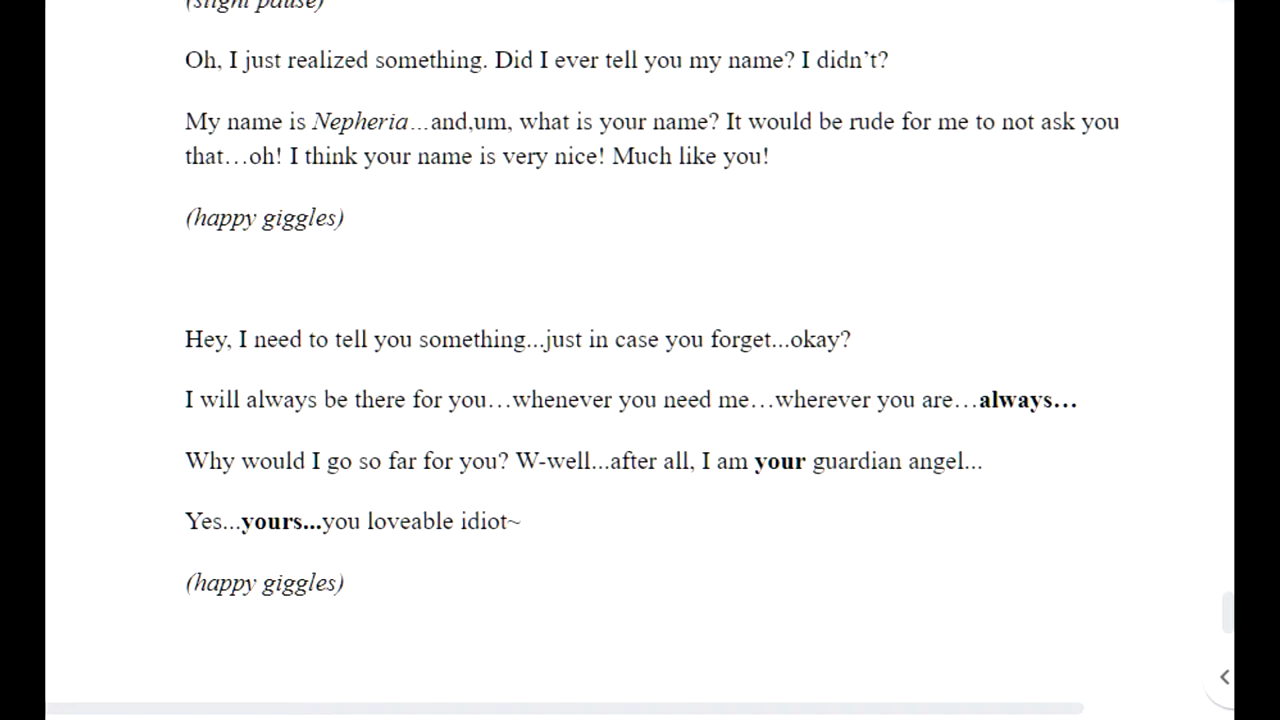 (slight pause)
Oh, I just realized something. Did I ever tell you my name? I didn’t?
My name is Nepheria…and,um, what is your name? It would be rude for me to not ask you
that…oh! I think your name is very nice! Much like you!
(happy giggles)
Hey, I need to tell you something...just in case you forget...okay?
I will always be there for you…whenever you need me…wherever you are…always…
Why would I go so far for you? W-well...after all, I am your guardian angel...
Yes...yours...you loveable idiot~
(happy giggles)